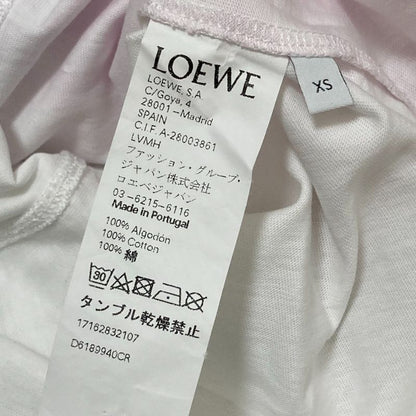 LOEWE
LOEWE, S.A
C/Goya, 4
28001-Madrid
SPAIN
C.I.F. A-28003861
LVMH
ファッション・グループ・
ジャパン株式会社
ロエベジャパン
03-6215-6116
Made in Portugal
100% Algodón
100% Cotton
100% 綿
30
タンブル乾燥禁止
17162832107
D6189940CR
XS